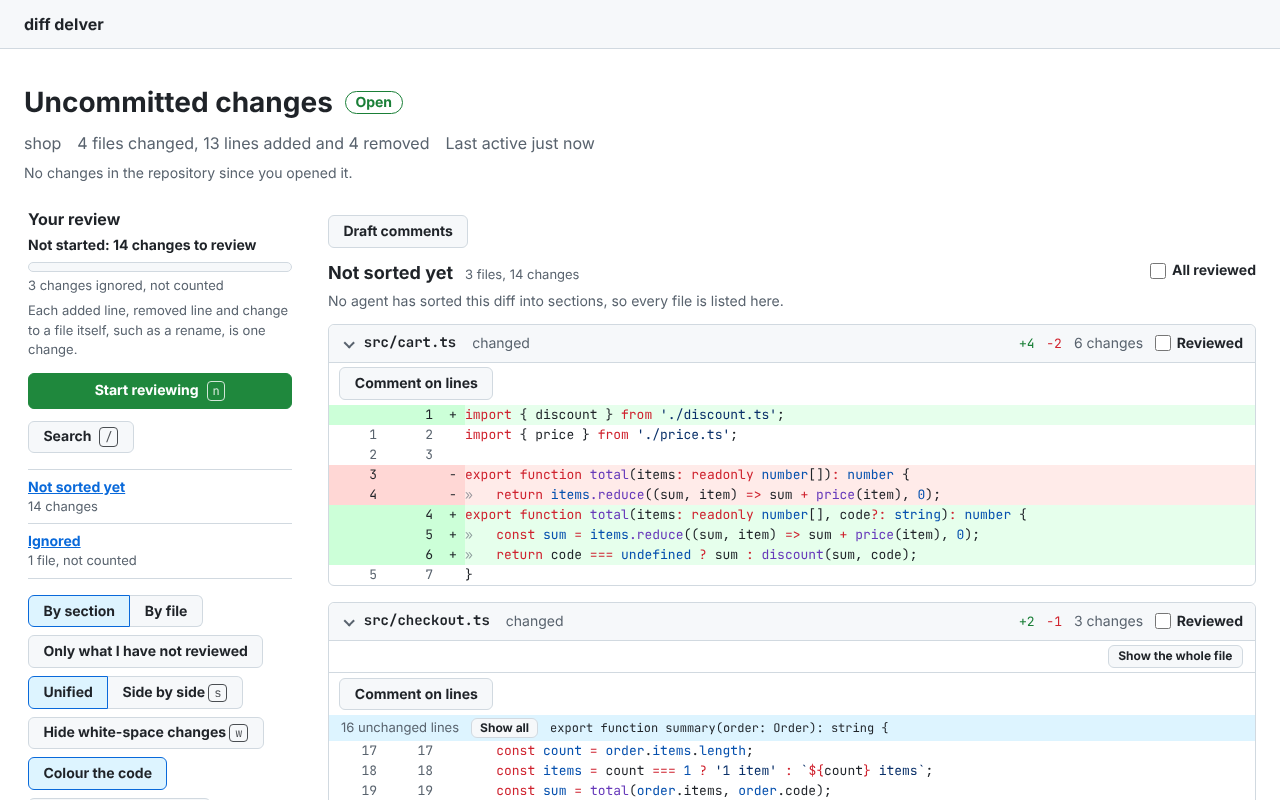 diff delver
Uncommitted changes Open
shop 4 files changed, 13 lines added and 4 removed Last active just now
No changes in the repository since you opened it.
Your review
Not started: 14 changes to review
3 changes ignored, not counted
Each added line, removed line and change
to a file itself, such as a rename, is one
change.
Start reviewing n
Search /
Not sorted yet
14 changes
Ignored
1 file, not counted
By section By file
Only what I have not reviewed
Unified Side by side s
Hide white-space changes w
Colour the code
Draft comments
Not sorted yet 3 files, 14 changes All reviewed
No agent has sorted this diff into sections, so every file is listed here.
src/cart.ts changed +4 -2 6 changes Reviewed
Comment on lines
1 + import { discount } from './discount.ts';
1 2 import { price } from './price.ts';
2 3
3 - export function total(items: readonly number[]): number {
4 - » return items.reduce((sum, item) => sum + price(item), 0);
4 + export function total(items: readonly number[], code?: string): number {
5 + » const sum = items.reduce((sum, item) => sum + price(item), 0);
6 + » return code === undefined ? sum : discount(sum, code);
5 7 }
src/checkout.ts changed +2 -1 3 changes Reviewed
Show the whole file
Comment on lines
16 unchanged lines Show all export function summary(order: Order): string {
17 17 const count = order.items.length;
18 18 const items = count === 1 ? '1 item' : `${count} items`;
19 19 const sum = total(order.items, order.code);